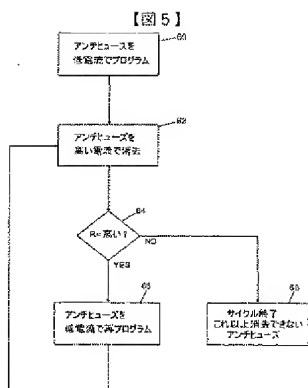 【図5】
60
アンチヒューズを
低電流でプログラム
62
アンチヒューズを
高い電流で消去
64
R=高い?
NO
YES
66
アンチヒューズを
低電流で再プログラム
68
サイクル終了
これ以上消去できない
アンチヒューズ